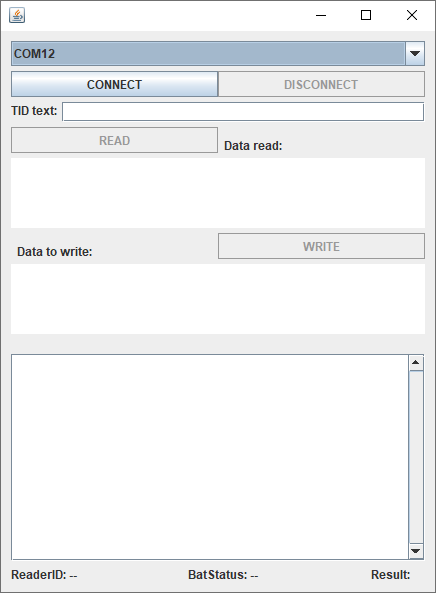 COM12
CONNECT DISCONNECT
TID text:
READ Data read:
Data to write: WRITE
ReaderID: -- BatStatus: -- Result: